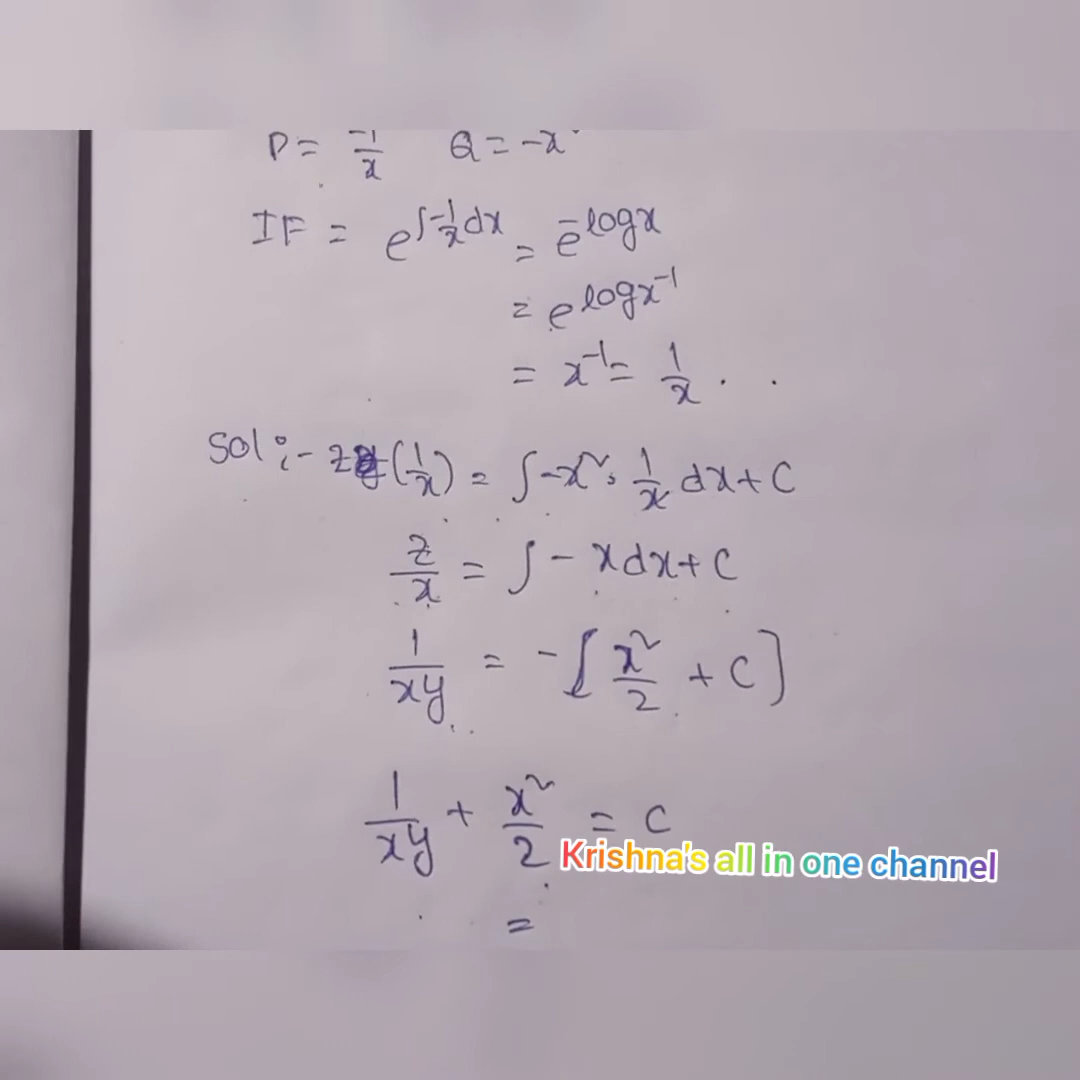 P = -1/x Q = -x²
IF = e^∫-1/x dx = e^-log x
= e^log x⁻¹
= x⁻¹ = 1/x .
Sol :- z (1/x) = ∫-x² . 1/x dx + C
z/x = ∫ - x dx + C
1/xy = -[x²/2 + C]
1/xy + x²/2 = C
Krishna's all in one channel
=